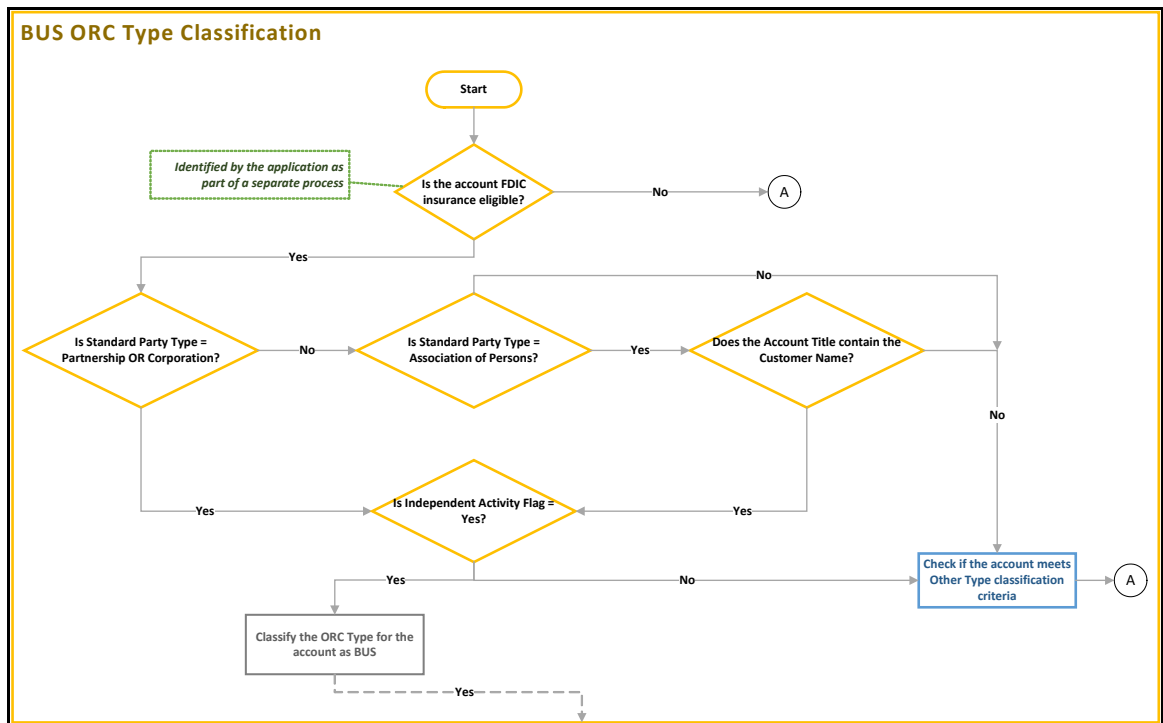 BUS ORC Type Classification
Start
Identified by the application as
part of a separate process
Is the account FDIC
insurance eligible?
No
A
Yes
No
Is Standard Party Type =
Partnership OR Corporation?
No
Is Standard Party Type =
Association of Persons?
Yes
Does the Account Title contain the
Customer Name?
No
Yes
Is Independent Activity Flag =
Yes?
Yes
Yes
No
Check if the account meets
Other Type classification
criteria
A
Classify the ORC Type for the
account as BUS
Yes